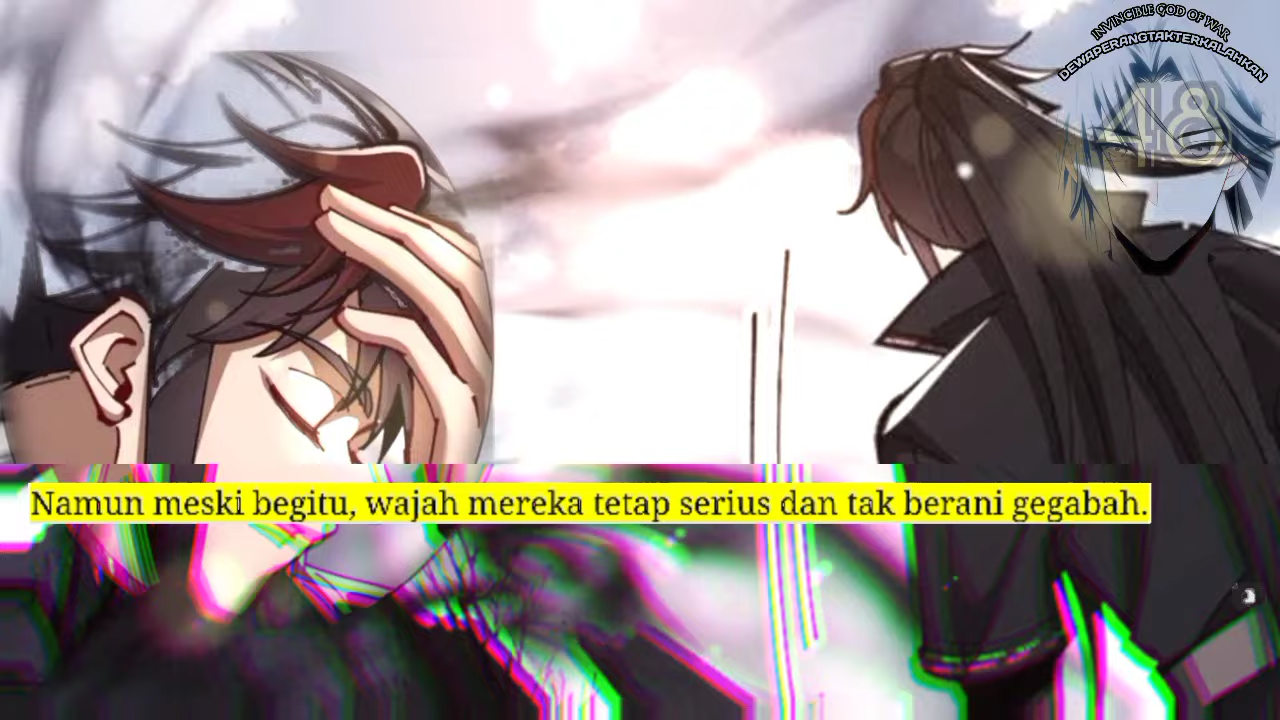 INVINCIBLE GOD OF WAR
DEWAPERANGTAKTERKALAHKAN
48
Namun meski begitu, wajah mereka tetap serius dan tak berani gegabah.